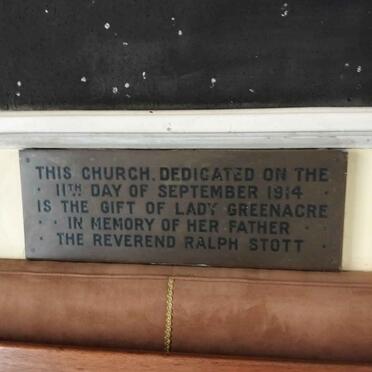 THIS CHURCH, DEDICATED ON THE
11TH DAY OF SEPTEMBER 1914
IS THE GIFT OF LADY GREENACRE
· IN MEMORY OF HER FATHER ·
· THE REVEREND RALPH STOTT ·